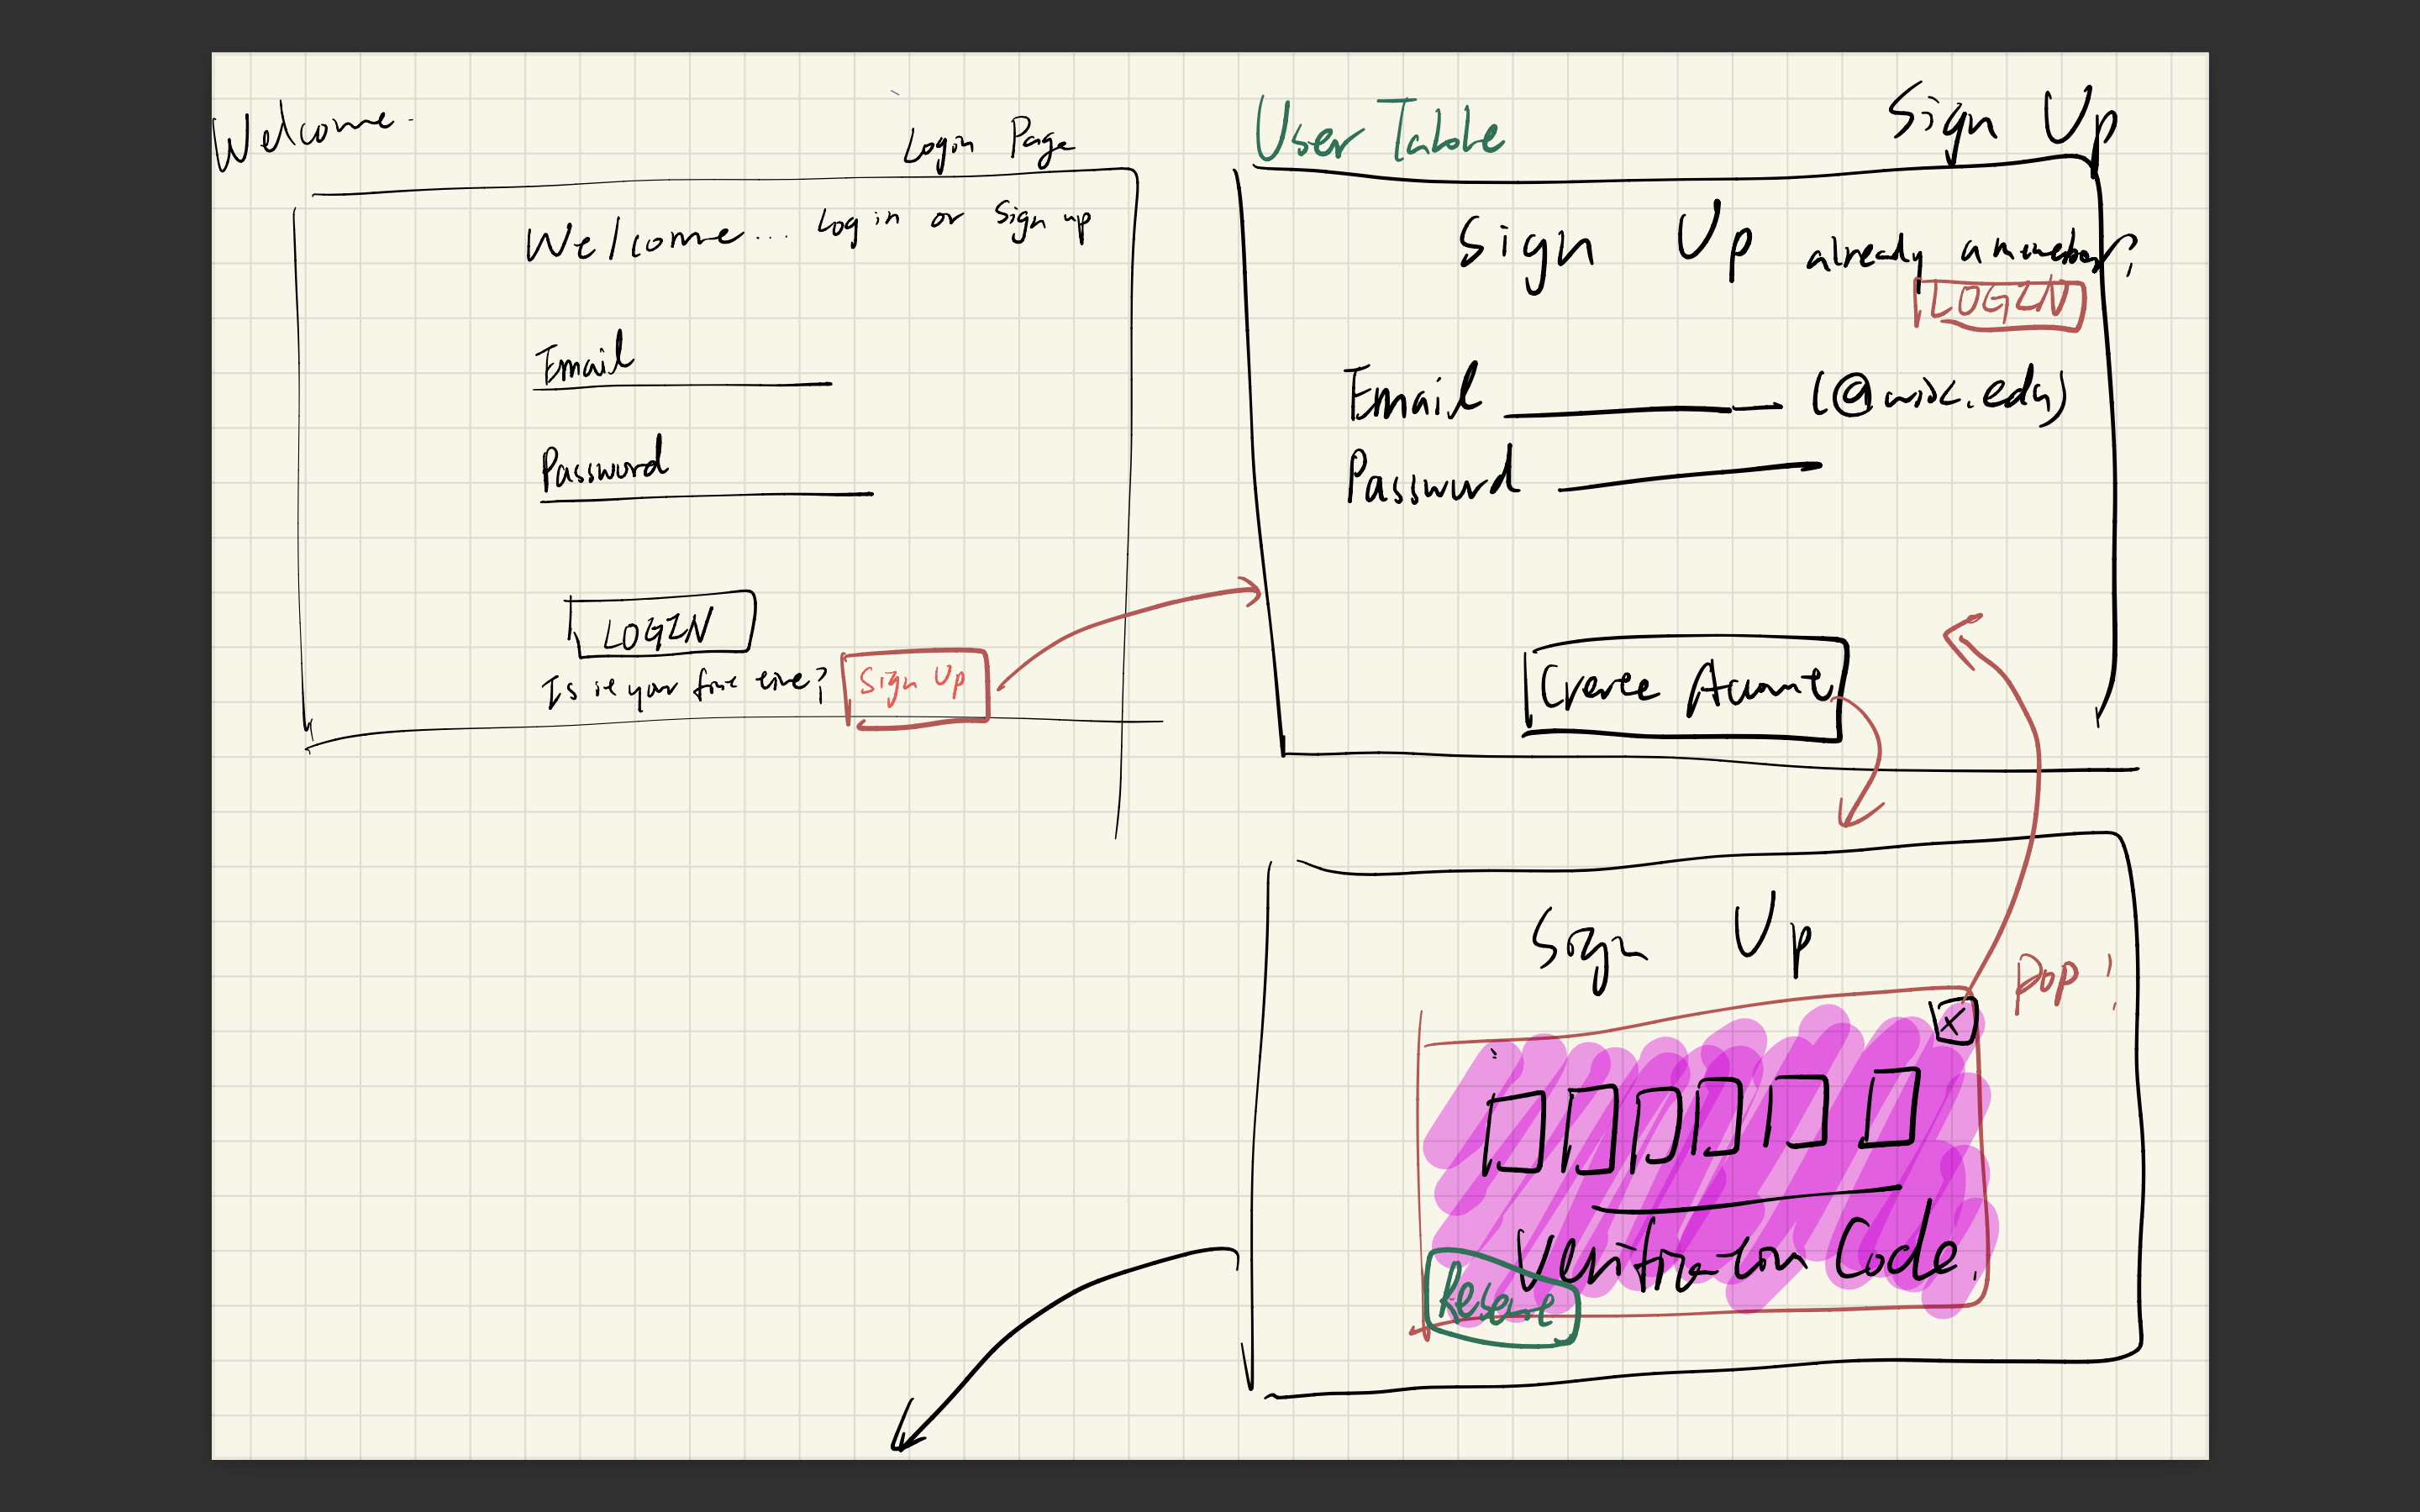 Welcome.
Login Page
Welcome... Log in or Sign up
Email
Password
LOGIN
Is it your first time? Sign Up
User Table
Sign Up
Sign Up already a member?
LOGIN
Email (@wisc.edu)
Password
Create Account
Sign Up
Pop!
X
Verification Code.